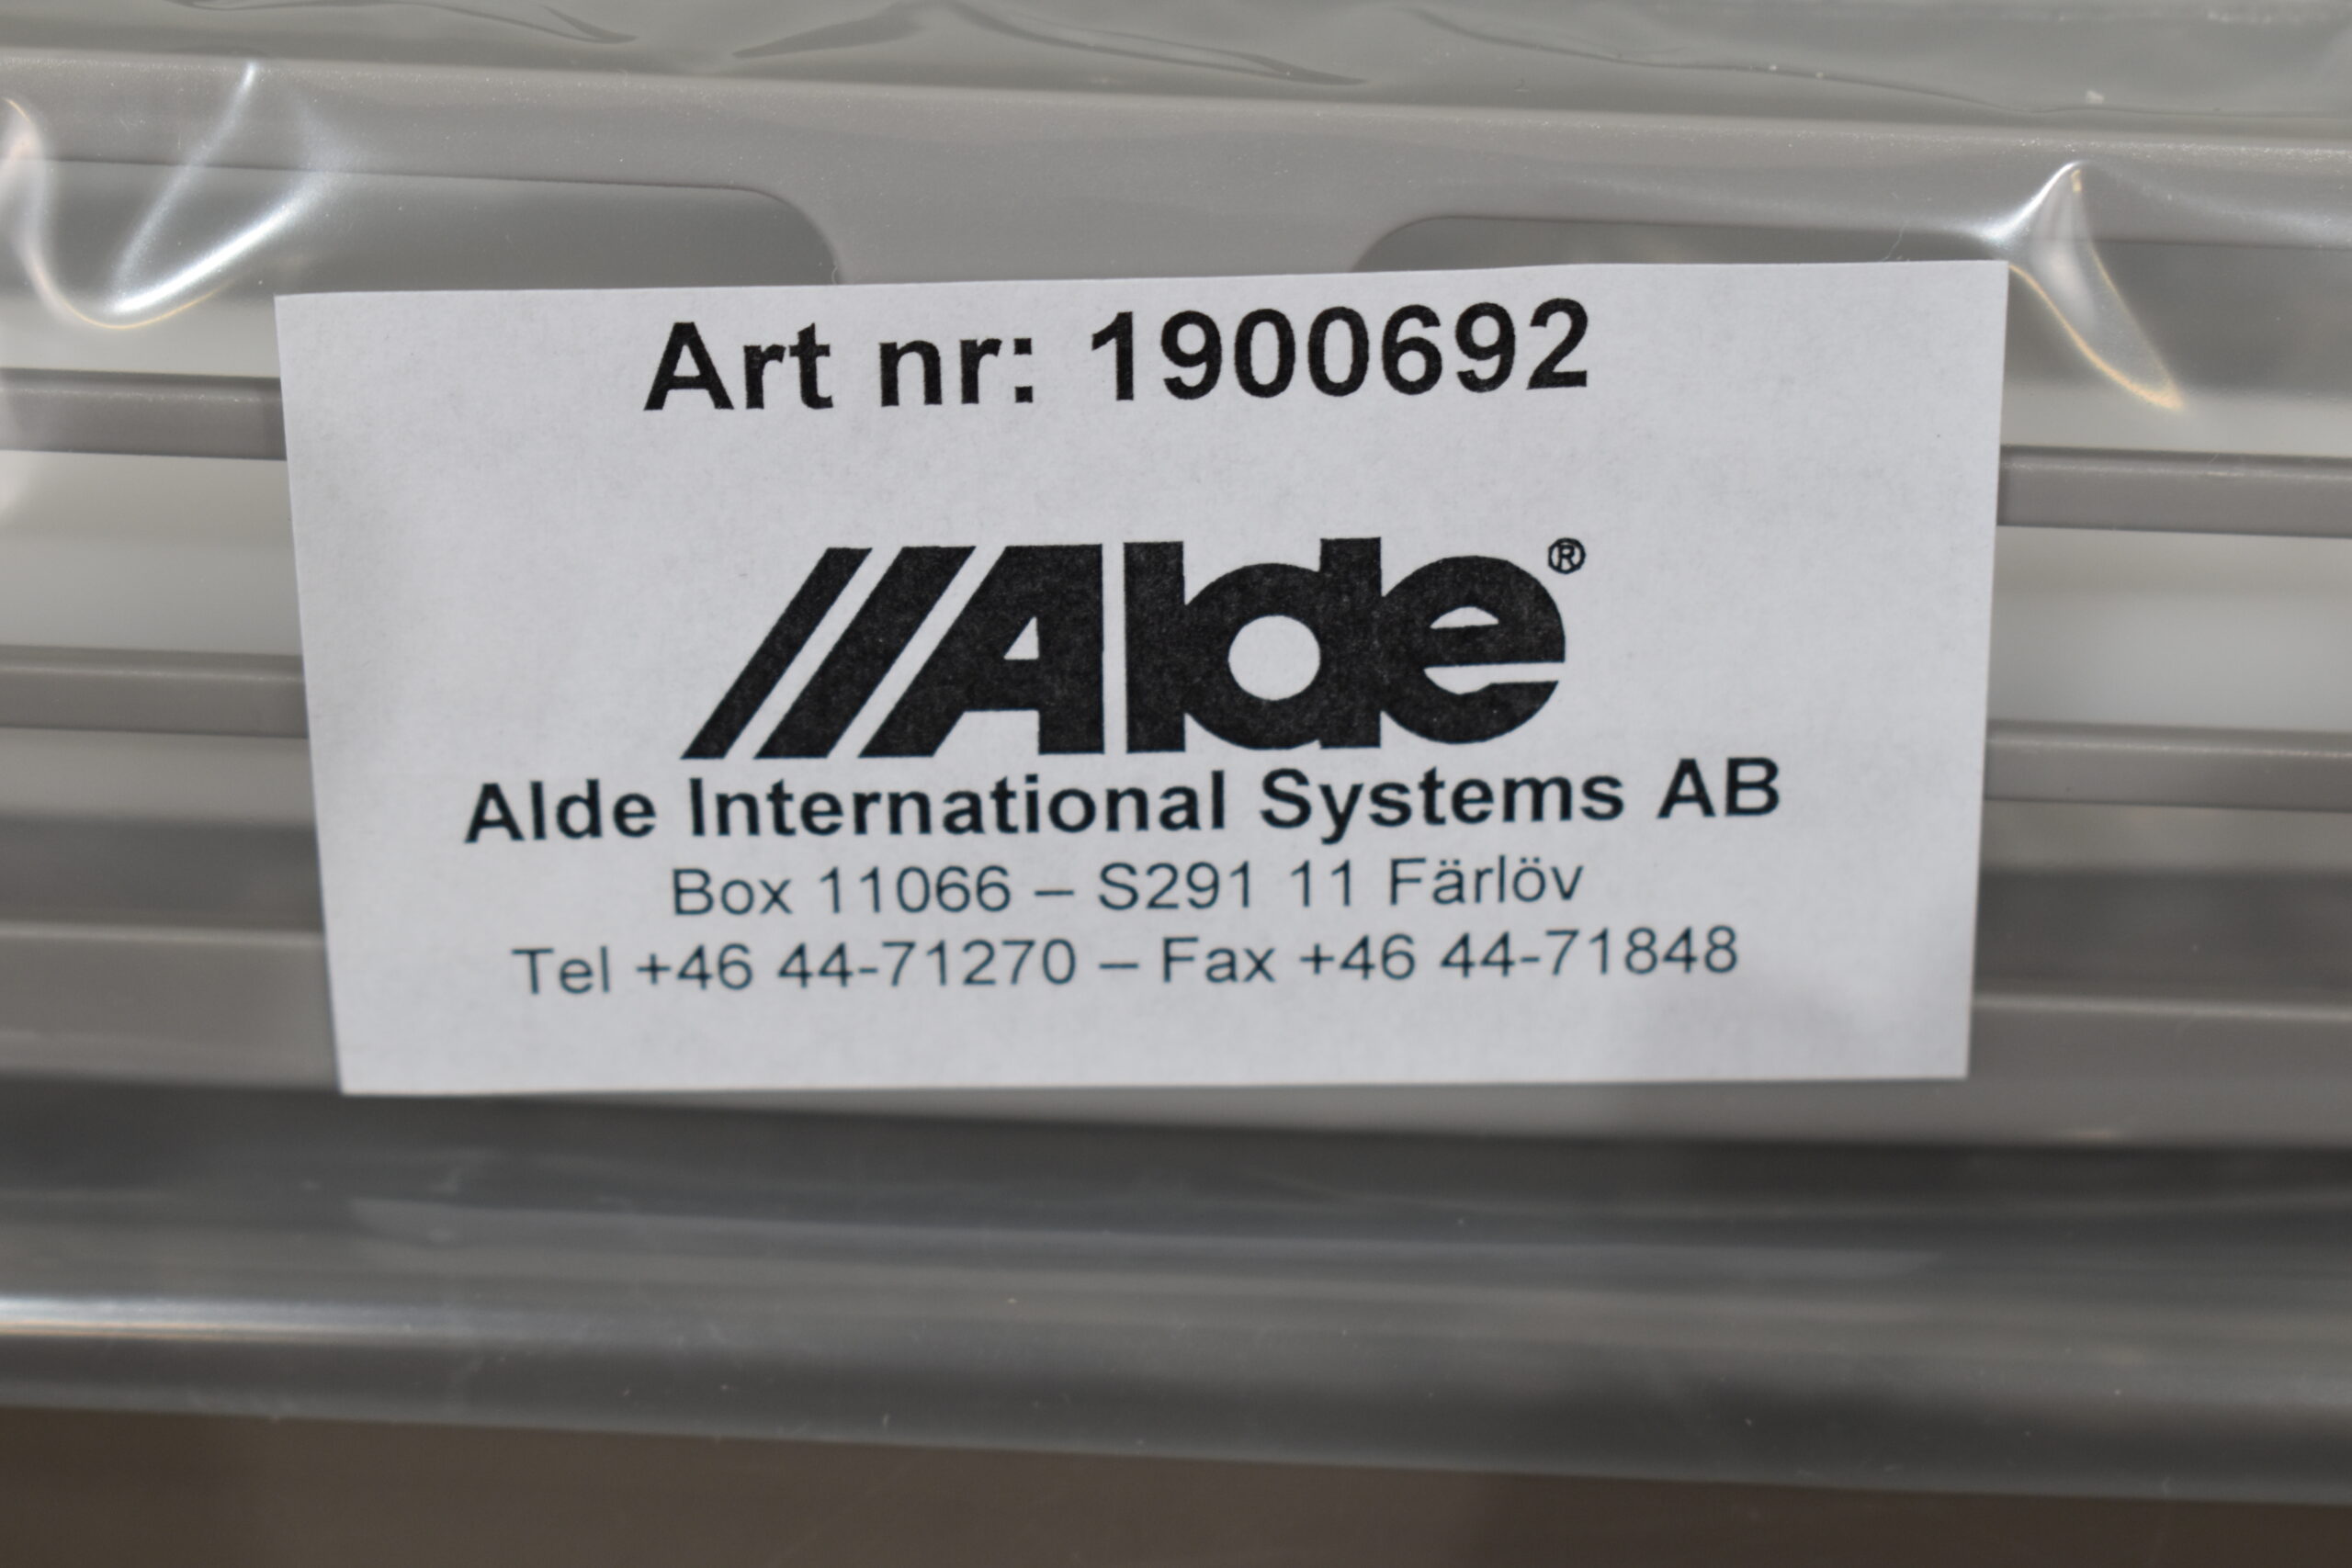 Art nr: 1900692
//Alde®
Alde International Systems AB
Box 11066 – S291 11 Färlöv
Tel +46 44-71270 – Fax +46 44-71848